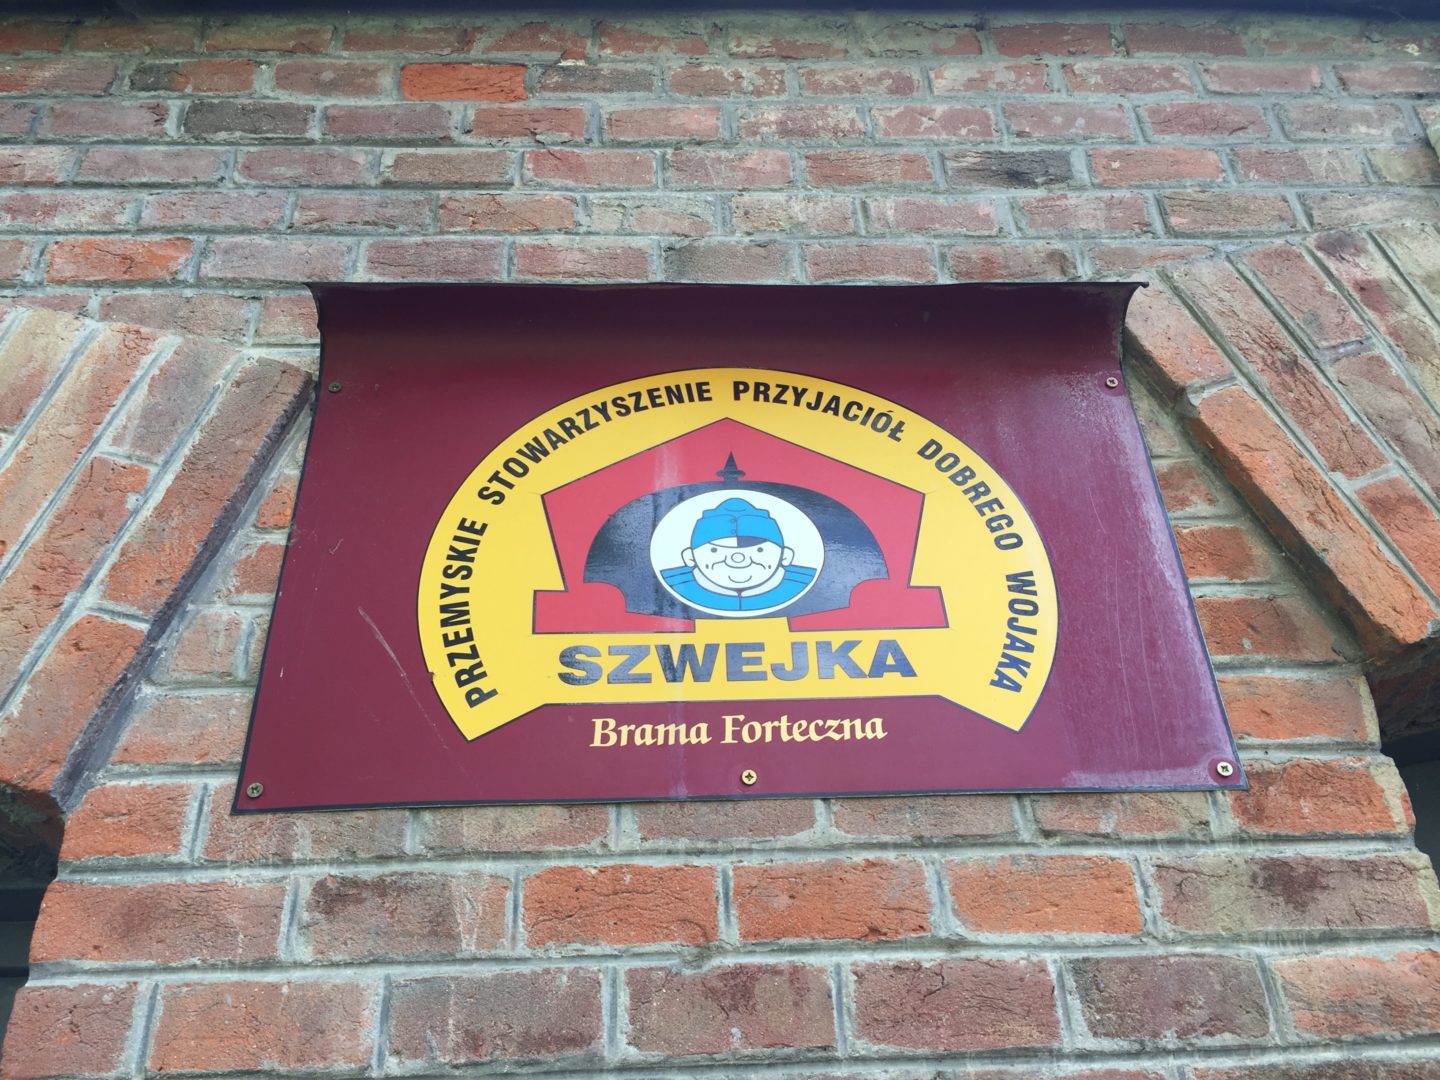 PRZEMYSKIE STOWARZYSZENIE PRZYJACIÓŁ DOBREGO WOJAKA
SZWEJKA
Brama Forteczna